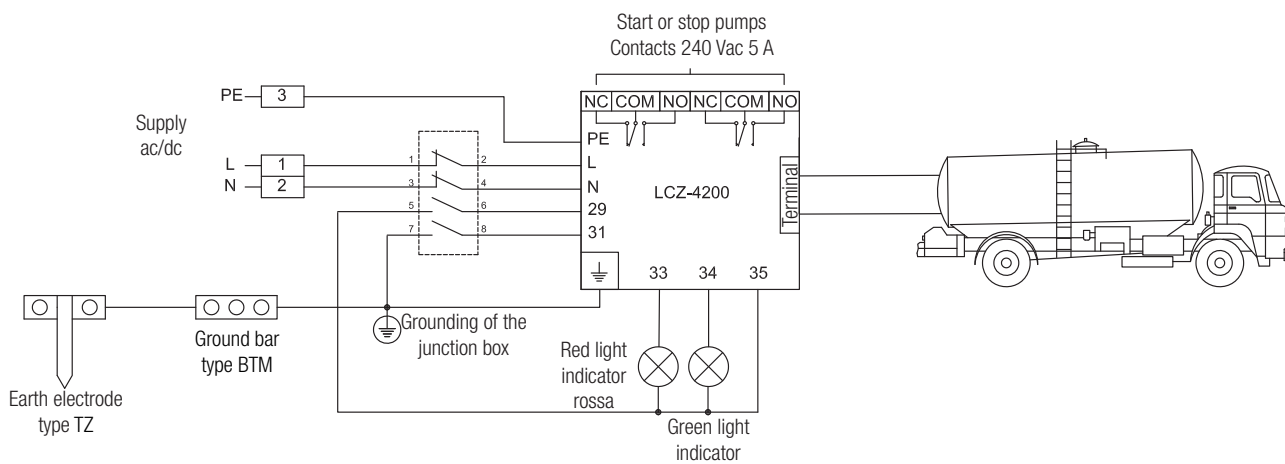 Start or stop pumps
Contacts 240 Vac 5 A
NC COM NO NC COM NO
PE 3
Supply
ac/dc
PE
L 1
1 2
L
N 2
3 4
N
LCZ-4200
Terminal
5 6
29
7 8
31
33 34 35
Grounding of the
junction box
Ground bar
type BTM
Earth electrode
type TZ
Red light
indicator
rossa
Green light
indicator